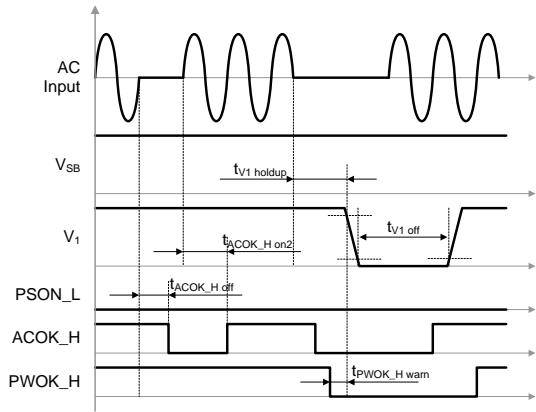 AC
Input
VSB
tV1 holdup
V1
tV1 off
tACOK_H on2
tACOK_H off
PSON_L
ACOK_H
tPWOK_H warn
PWOK_H